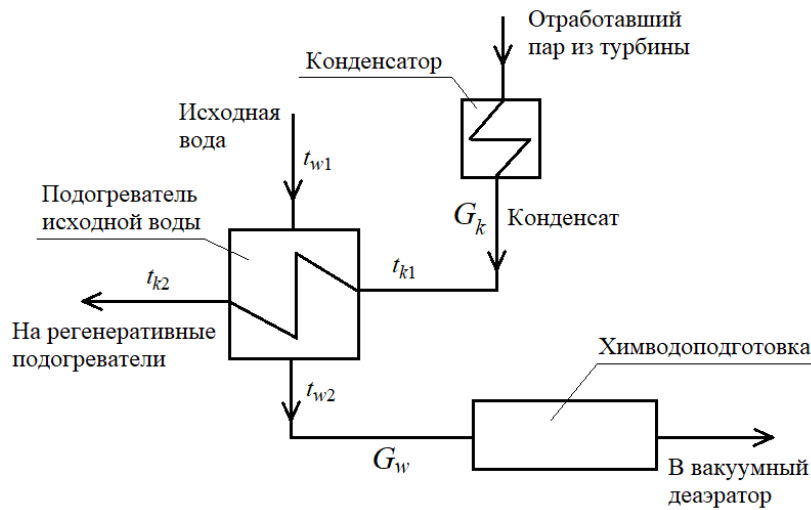 Отработавший
пар из турбины
Конденсатор
Исходная
вода
t_{w1}
Подогреватель
исходной воды
G_k
Конденсат
t_{k2}
t_{k1}
На регенеративные
подогреватели
Химводоподготовка
t_{w2}
G_w
В вакуумный
деаэратор